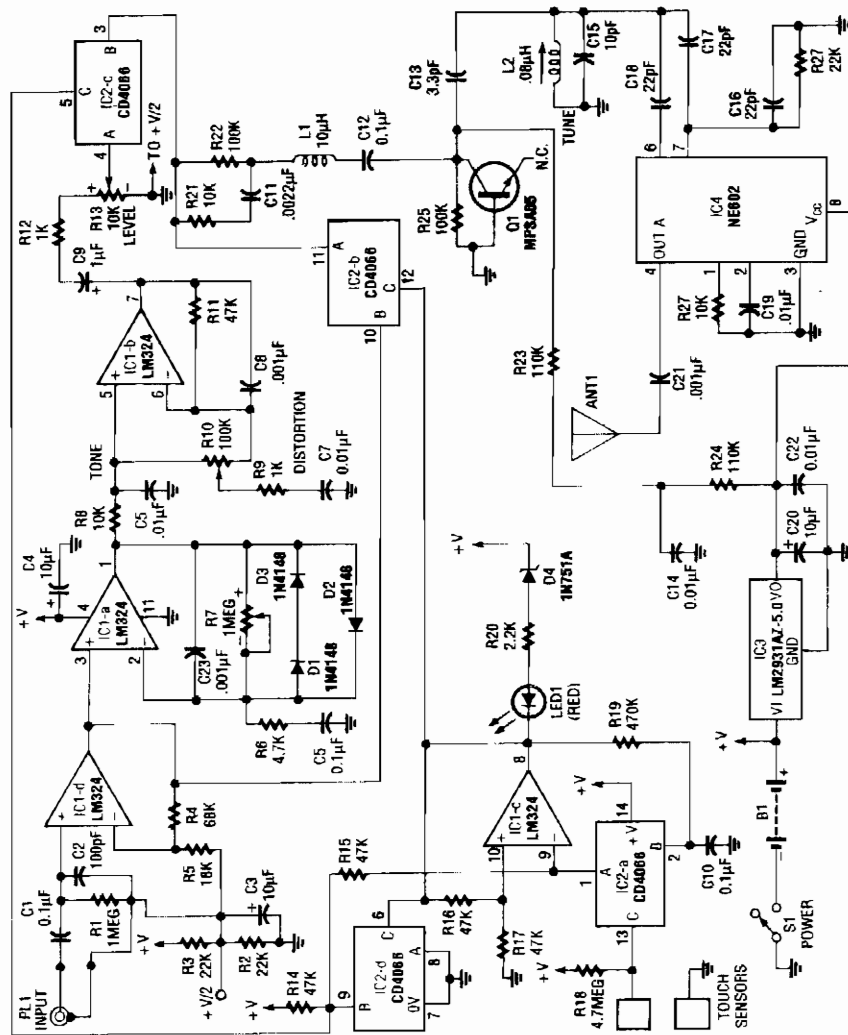 PL1
INPUT
C1
0.1µF
C2
100pF
R1
1MEG
+
−
IC1-d
LM324
R4
68K
R5
18K
C3
10µF
+
+V
R3
22K
R2
22K
+V/2
+V
R14
47K
R15
47K
3
2
+
−
IC1-a
LM324
4
11
1
+V
+
C4
10µF
R8
10K
C5
.01µF
C23
.001µF
R7
1MEG
+
D3
1N4148
D1
1N4148
D2
1N4148
R6
4.7K
C5
0.1µF
TONE
5
6
+
−
IC1-b
LM324
7
R10
100K
DISTORTION
R9
1K
C7
0.01µF
R11
47K
C8
.001µF
C9
1µF
+
R12
1K
R13
10K
LEVEL
+
−
TO +V/2
5
C
4
A
IC2-c
CD4066
B
3
R22
100K
R21
10K
C11
.0022µF
L1
10µH
C12
0.1µF
11
A
IC2-b
CD4066
B
C
10
12
9
B
IC2-d
CD4066
0V
A
C
6
7
8
R16
47K
R17
47K
10
9
+
−
IC1-c
LM324
8
LED1
(RED)
R20
2.2K
D4
1N751A
+V
R19
470K
+V
14
+V
1
A
IC2-a
CD4066
C
B
13
2
C10
0.1µF
+V
R18
4.7MEG
TOUCH
SENSORS
R25
100K
Q1
MPSA85
N.C.
C13
3.3pF
L2
.08µH
TUNE
C15
10pF
C18
22pF
C17
22pF
C16
22pF
R27
22K
R23
110K
ANT1
C21
.001µF
4
OUT A
6
7
IC4
NE602
1
2
3
GND
VCC
8
R27
10K
C19
.01µF
R24
110K
C14
0.01µF
C22
0.01µF
+
C20
10µF
IC3
LM2931AZ-5.0
VI
VO
GND
+V
B1
+
−
S1
POWER